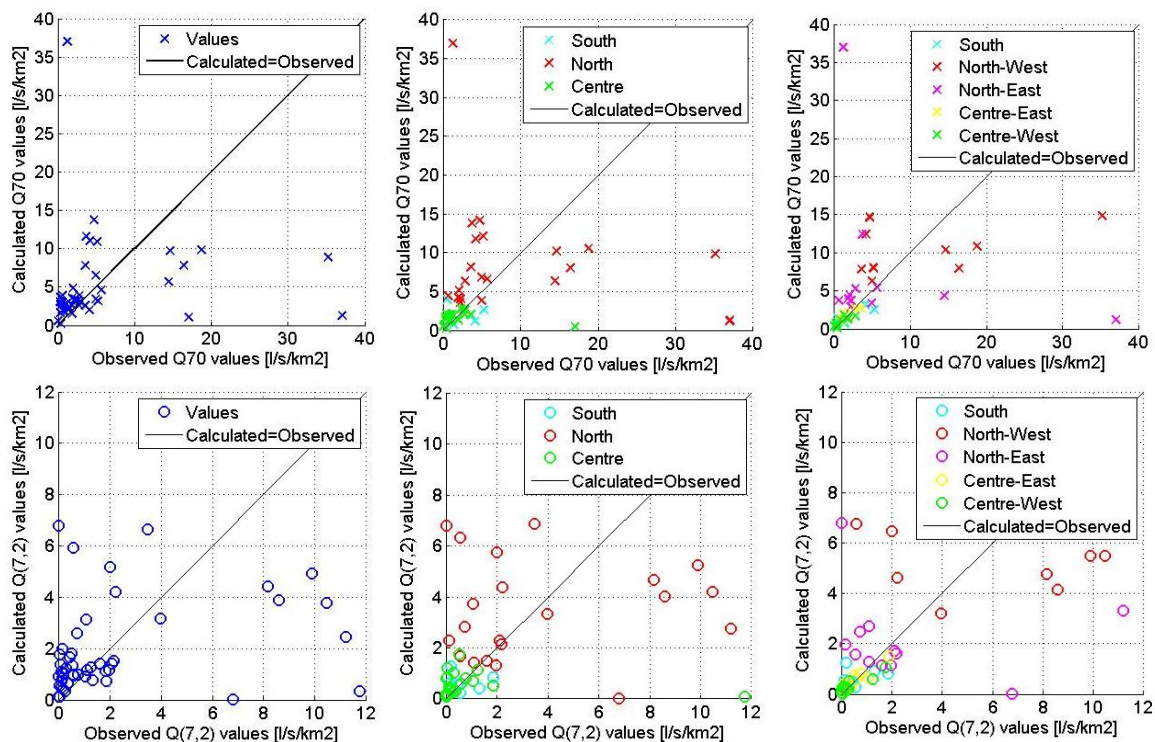 Calculated Q70 values [l/s/km2]
40
35
30
25
20
15
10
5
0
Values
Calculated=Observed
0 10 20 30 40
Observed Q70 values [l/s/km2]
Calculated Q70 values [l/s/km2]
40
35
30
25
20
15
10
5
0
South
North
Centre
Calculated=Observed
0 10 20 30 40
Observed Q70 values [l/s/km2]
Calculated Q70 values [l/s/km2]
40
35
30
25
20
15
10
5
0
South
North-West
North-East
Centre-East
Centre-West
Calculated=Observed
0 10 20 30 40
Observed Q70 values [l/s/km2]
Calculated Q(7,2) values [l/s/km2]
12
10
8
6
4
2
0
Values
Calculated=Observed
0 2 4 6 8 10 12
Observed Q(7,2) values [l/s/km2]
Calculated Q(7,2) values [l/s/km2]
12
10
8
6
4
2
0
South
North
Centre
Calculated=Observed
0 2 4 6 8 10 12
Observed Q(7,2) values [l/s/km2]
Calculated Q(7,2) values [l/s/km2]
12
10
8
6
4
2
0
South
North-West
North-East
Centre-East
Centre-West
Calculated=Observed
0 2 4 6 8 10 12
Observed Q(7,2) values [l/s/km2]